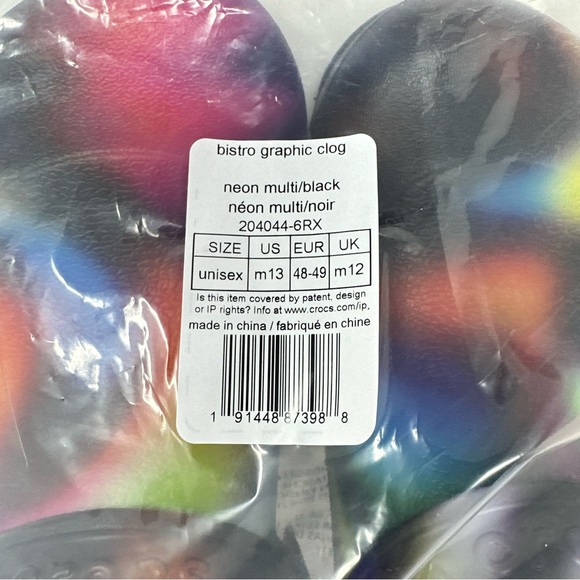 bistro graphic clog
neon multi/black
néon multi/noir
204044-6RX
SIZE US EUR UK
unisex m13 48-49 m12
Is this item covered by patent, design
or IP rights? Info at www.crocs.com/ip.
made in china / fabriqué en chine
1 91448 87398 8